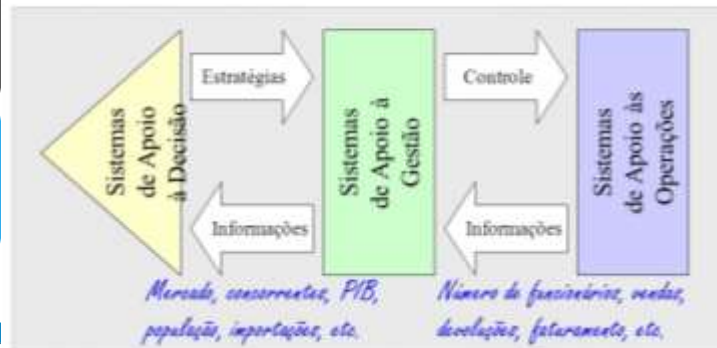 Sistemas
de Apoio
à Decisão
Estratégias
Informações
Sistemas
de Apoio à
Gestão
Controle
Informações
Sistemas
de Apoio às
Operações
Mercado, concorrentes, PIB,
população, importações, etc.
Número de funcionários, vendas,
devoluções, faturamento, etc.